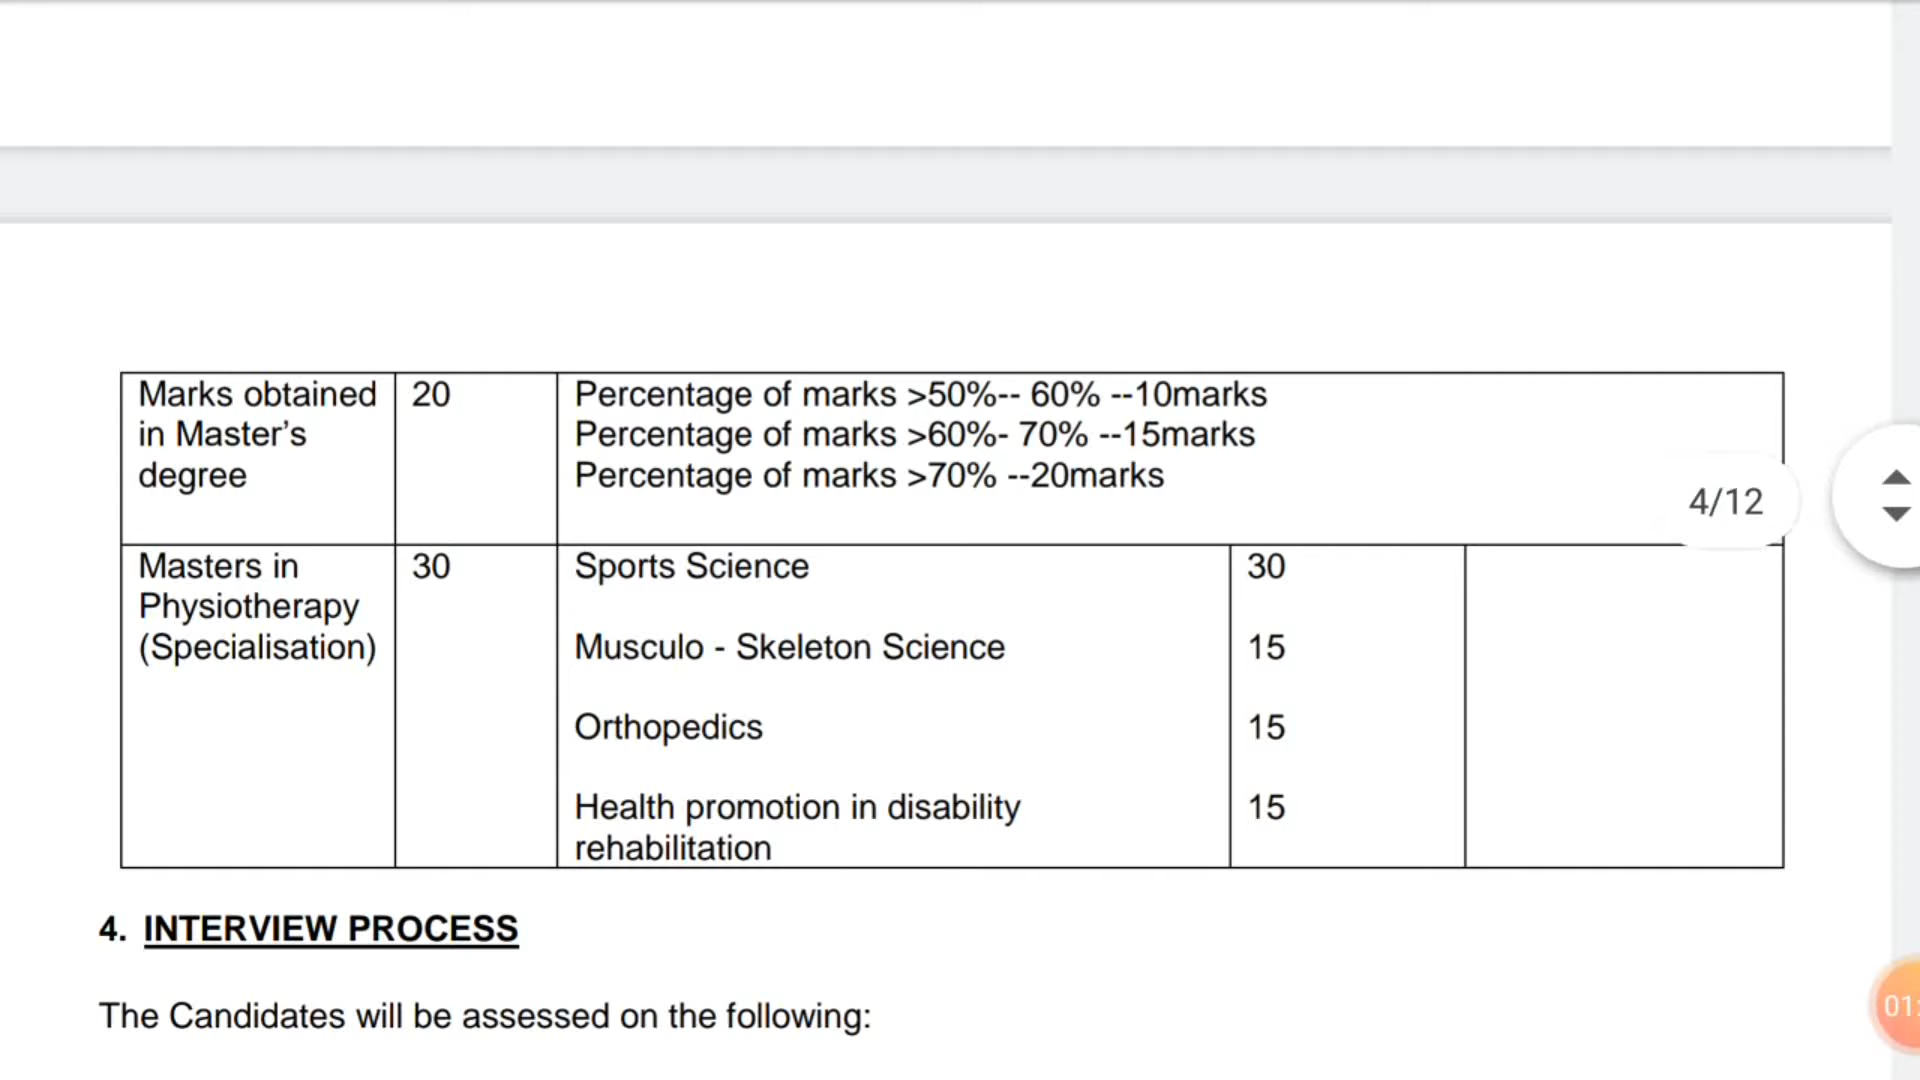 Marks obtained
in Master's
degree
20
Percentage of marks >50%-- 60% --10marks
Percentage of marks >60%- 70% --15marks
Percentage of marks >70% --20marks
4/12
Masters in
Physiotherapy
(Specialisation)
30
Sports Science
30
Musculo - Skeleton Science
15
Orthopedics
15
Health promotion in disability
rehabilitation
15
4. INTERVIEW PROCESS
The Candidates will be assessed on the following:
01: